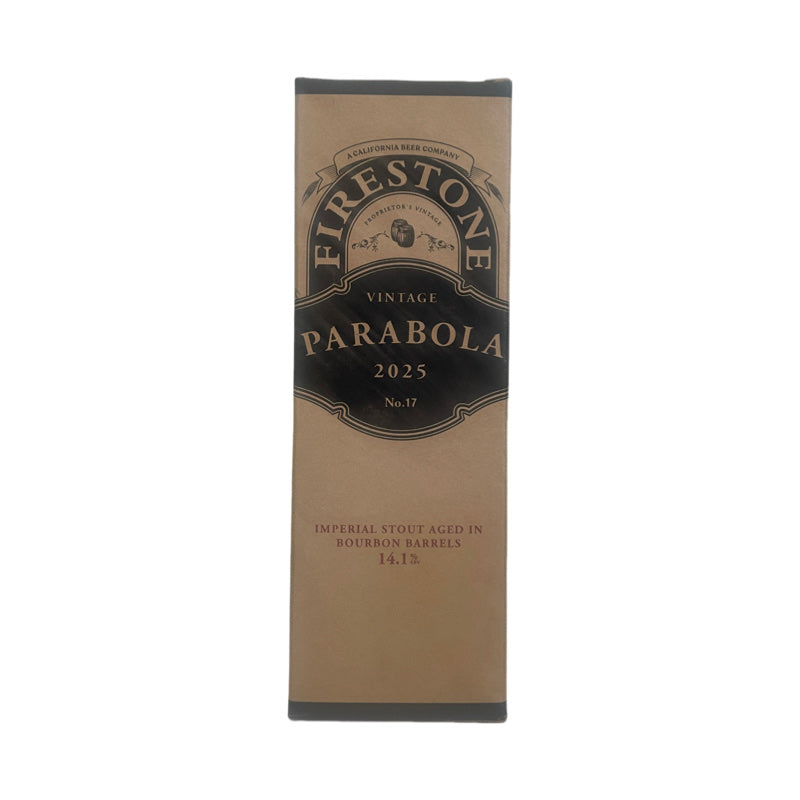 A CALIFORNIA BEER COMPANY
FIRESTONE
PROPRIETOR'S VINTAGE
VINTAGE
PARABOLA
2025
No.17
IMPERIAL STOUT AGED IN
BOURBON BARRELS
14.1%